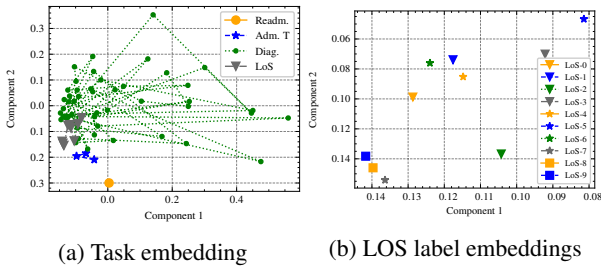 0.3
0.2
0.1
0.0
0.1
0.2
0.3
Component 2
0.0
0.2
0.4
Component 1
Readm.
Adm. T
Diag.
LoS
(a) Task embedding
0.06
0.08
0.10
0.12
0.14
Component 2
0.14
0.13
0.12
0.11
0.10
0.09
0.08
Component 1
LoS-0
LoS-1
LoS-2
LoS-3
LoS-4
LoS-5
LoS-6
LoS-7
LoS-8
LoS-9
(b) LOS label embeddings